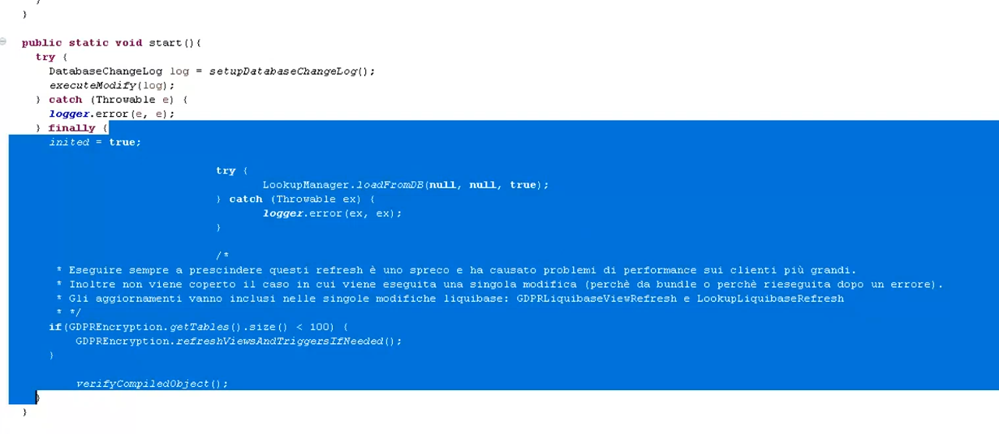 }
}
public static void start(){
try {
DatabaseChangeLog log = setupDatabaseChangeLog();
executeModify(log);
} catch (Throwable e) {
logger.error(e, e);
} finally {
inited = true;
try {
LookupManager.loadFromDB(null, null, true);
} catch (Throwable ex) {
logger.error(ex, ex);
}
/*
* Eseguire sempre a prescindere questi refresh è uno spreco e ha causato problemi di performance sui clienti più grandi.
* Inoltre non viene coperto il caso in cui viene eseguita una singola modifica (perchè da bundle o perchè rieseguita dopo un errore).
* Gli aggiornamenti vanno inclusi nelle singole modifiche liquibase: GDPRLiquibaseViewRefresh e LookupLiquibaseRefresh
* */
if(GDPREncryption.getTables().size() < 100) {
GDPREncryption.refreshViewsAndTriggersIfNeeded();
}
verifyCompiledObject();
}
}